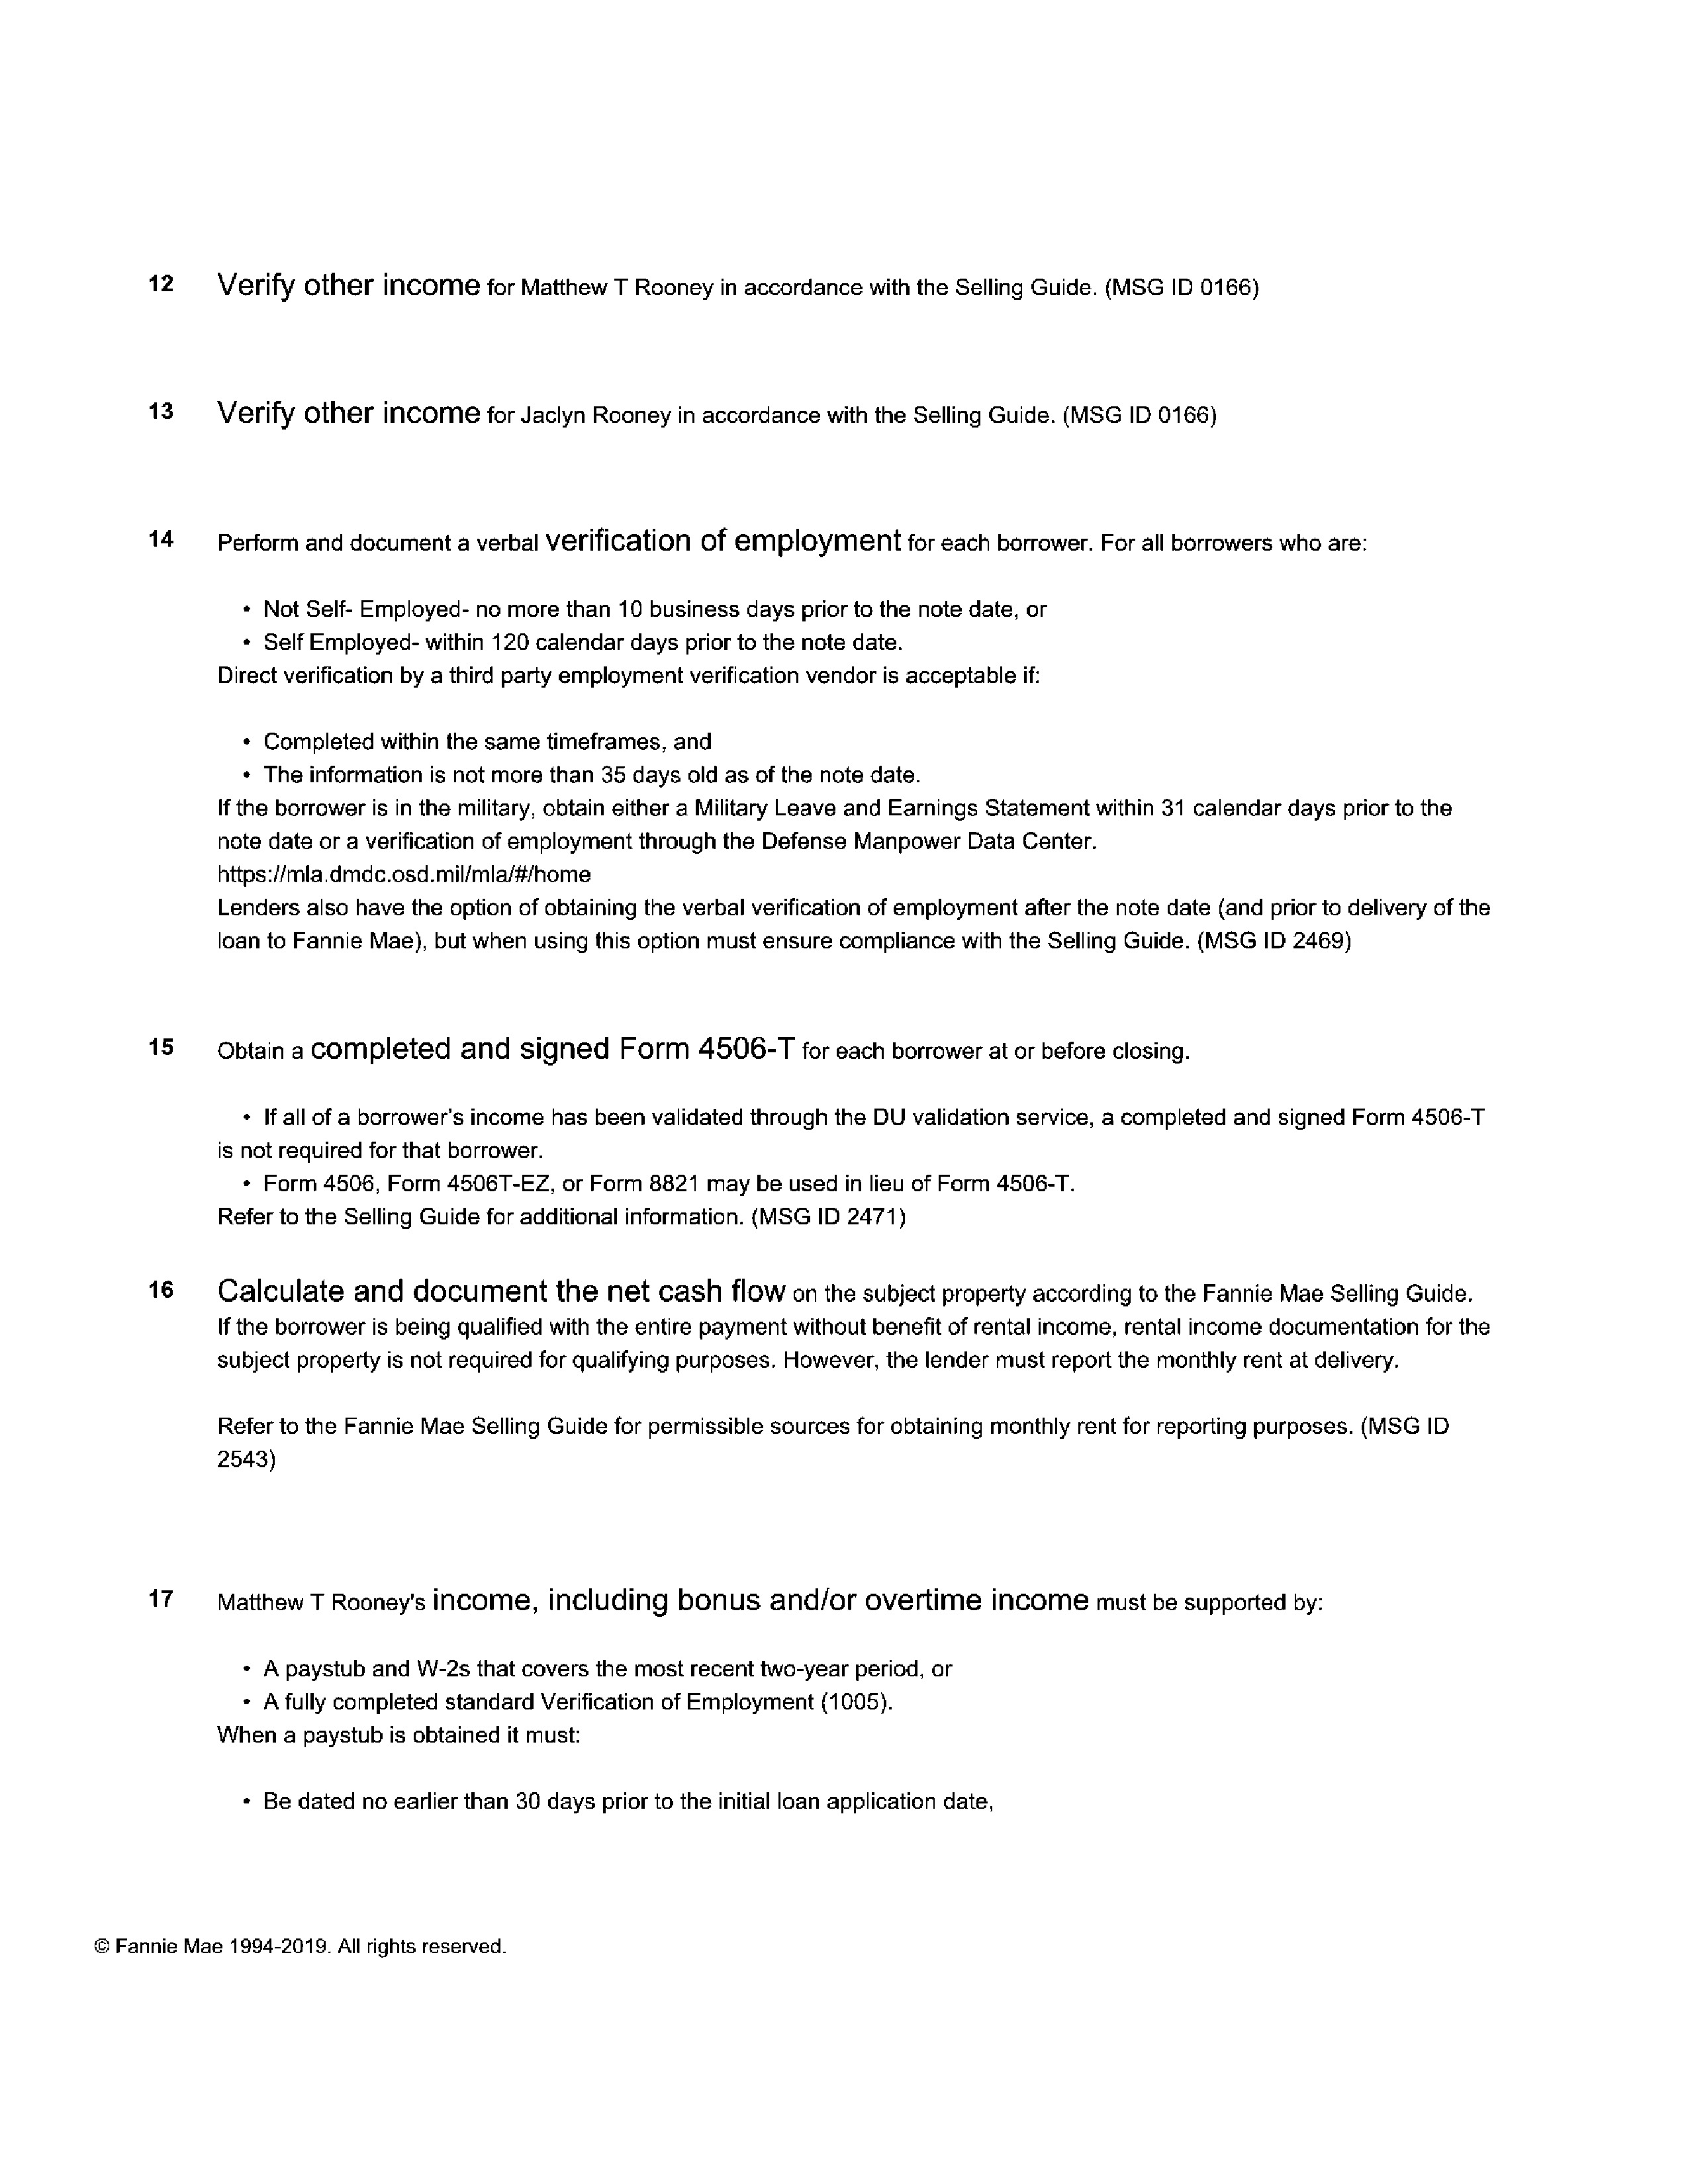 12 Verify other income for Matthew T Rooney in accordance with the Selling Guide. (MSG ID 0166)
13 Verify other income for Jaclyn Rooney in accordance with the Selling Guide. (MSG ID 0166)
14 Perform and document a verbal verification of employment for each borrower. For all borrowers who are:
• Not Self- Employed- no more than 10 business days prior to the note date, or
• Self Employed- within 120 calendar days prior to the note date.
Direct verification by a third party employment verification vendor is acceptable if:
• Completed within the same timeframes, and
• The information is not more than 35 days old as of the note date.
If the borrower is in the military, obtain either a Military Leave and Earnings Statement within 31 calendar days prior to the
note date or a verification of employment through the Defense Manpower Data Center.
https://mla.dmdc.osd.mil/mla/#/home
Lenders also have the option of obtaining the verbal verification of employment after the note date (and prior to delivery of the
loan to Fannie Mae), but when using this option must ensure compliance with the Selling Guide. (MSG ID 2469)
15 Obtain a completed and signed Form 4506-T for each borrower at or before closing.
• If all of a borrower's income has been validated through the DU validation service, a completed and signed Form 4506-T
is not required for that borrower.
• Form 4506, Form 4506T-EZ, or Form 8821 may be used in lieu of Form 4506-T.
Refer to the Selling Guide for additional information. (MSG ID 2471)
16 Calculate and document the net cash flow on the subject property according to the Fannie Mae Selling Guide.
If the borrower is being qualified with the entire payment without benefit of rental income, rental income documentation for the
subject property is not required for qualifying purposes. However, the lender must report the monthly rent at delivery.
Refer to the Fannie Mae Selling Guide for permissible sources for obtaining monthly rent for reporting purposes. (MSG ID
2543)
17 Matthew T Rooney's income, including bonus and/or overtime income must be supported by:
• A paystub and W-2s that covers the most recent two-year period, or
• A fully completed standard Verification of Employment (1005).
When a paystub is obtained it must:
• Be dated no earlier than 30 days prior to the initial loan application date,
© Fannie Mae 1994-2019. All rights reserved.